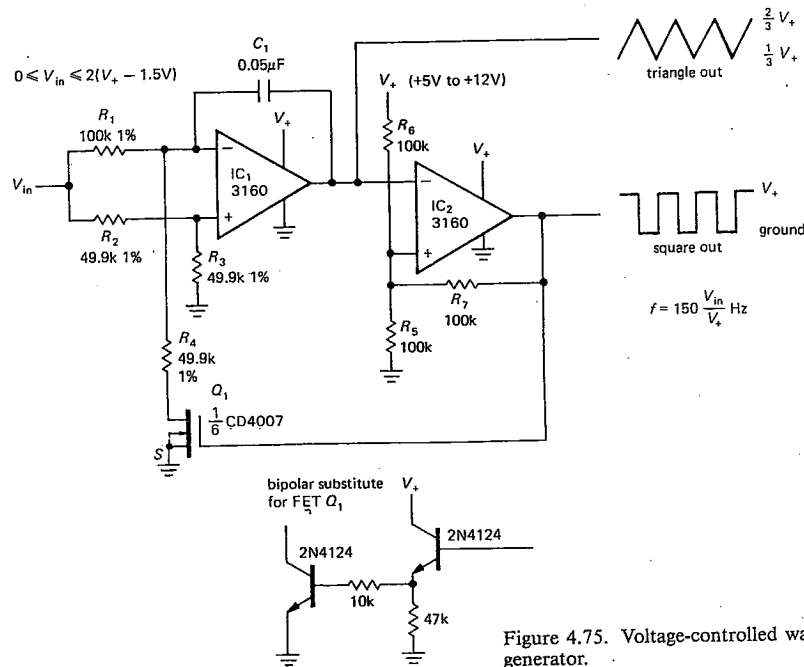 C₁
0.05μF
0 ≤ Vin ≤ 2(V+ − 1.5V)
V+ (+5V to +12V)
2/3 V+
1/3 V+
triangle out
R₁
100k 1%
V+
R₆
100k
V+
IC₁
3160
IC₂
3160
Vin
R₂
49.9k 1%
R₃
49.9k 1%
V+
ground
square out
R₇
100k
R₅
100k
f = 150 Vin/V+ Hz
R₄
49.9k
1%
Q₁
1/6 CD4007
S
bipolar substitute
for FET Q₁
V+
2N4124
2N4124
10k
47k
Figure 4.75. Voltage-controlled wa
generator.
−
+
−
+